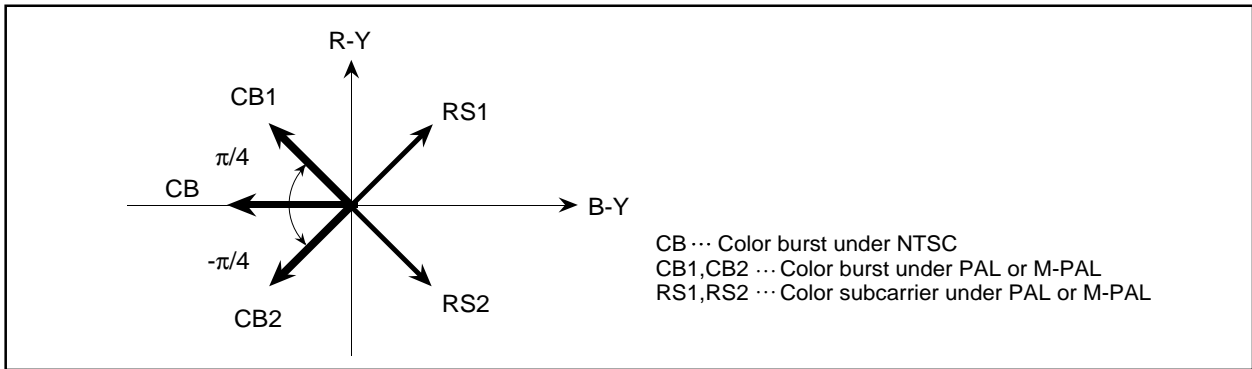 R-Y
CB1
RS1
π/4
CB
B-Y
-π/4
CB2
RS2
CB ··· Color burst under NTSC
CB1,CB2 ··· Color burst under PAL or M-PAL
RS1,RS2 ··· Color subcarrier under PAL or M-PAL